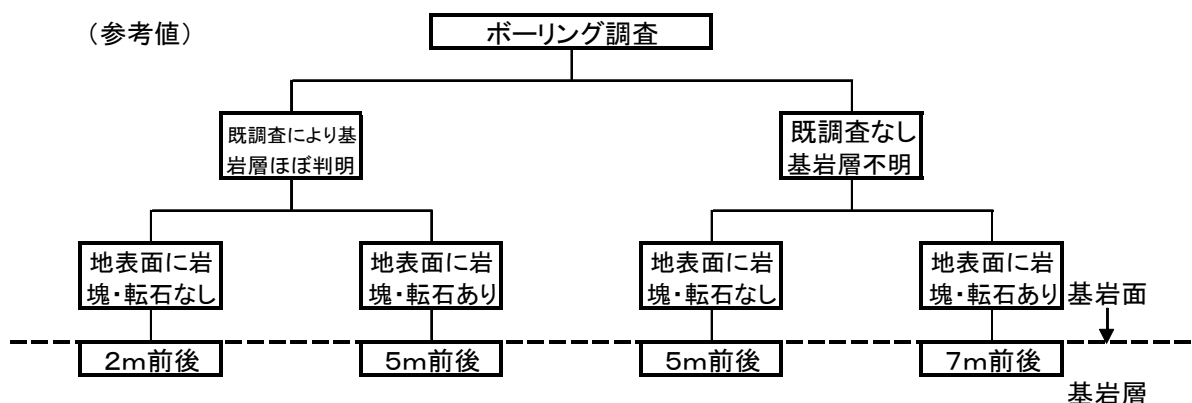 （参考値）
ボーリング調査
既調査により基
岩層ほぼ判明
既調査なし
基岩層不明
地表面に岩
塊・転石なし
地表面に岩
塊・転石あり
地表面に岩
塊・転石なし
地表面に岩
塊・転石あり
基岩面
２ｍ前後
５ｍ前後
５ｍ前後
７ｍ前後
基岩層